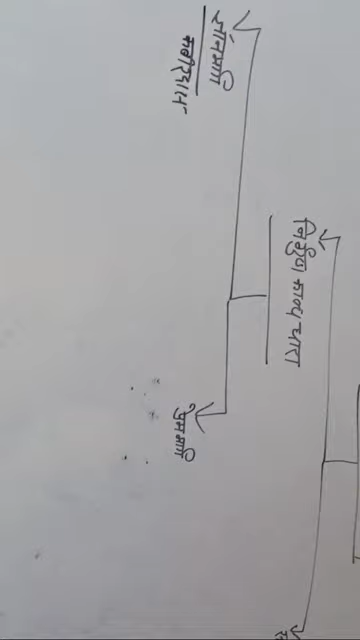 निर्गुण काव्य धारा
ज्ञानमार्गी
कबीरदास
प्रेममार्गी